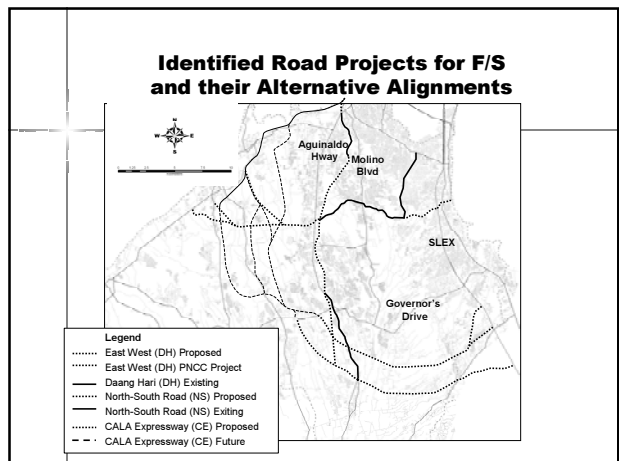 Identified Road Projects for F/S
and their Alternative Alignments
N
W E
S
Aguinaldo
Hway
Molino
Blvd
SLEX
Governor's
Drive
Legend
East West (DH) Proposed
East West (DH) PNCC Project
Daang Hari (DH) Existing
North-South Road (NS) Proposed
North-South Road (NS) Exiting
CALA Expressway (CE) Proposed
CALA Expressway (CE) Future